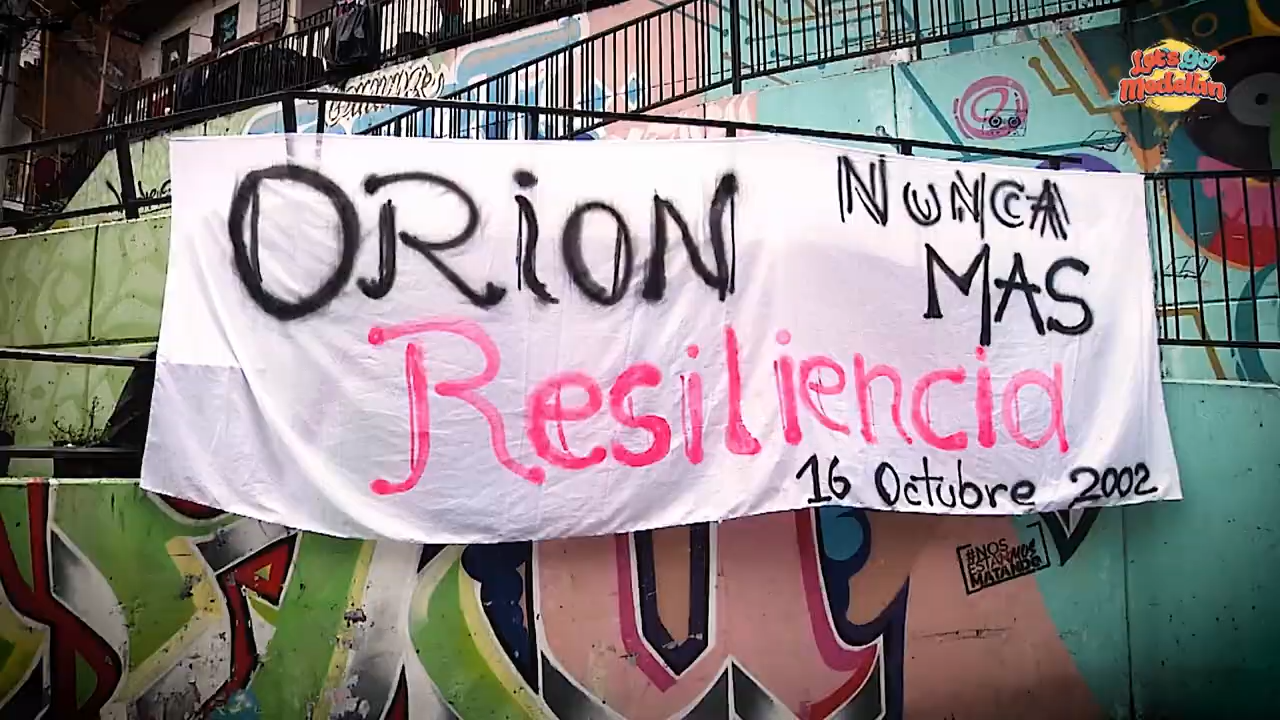 Let's go
Medellín
ORiON
NUNCA
MAS
Resiliencia
16 Octubre 2002
#NOS
ESTAN
MATANDO